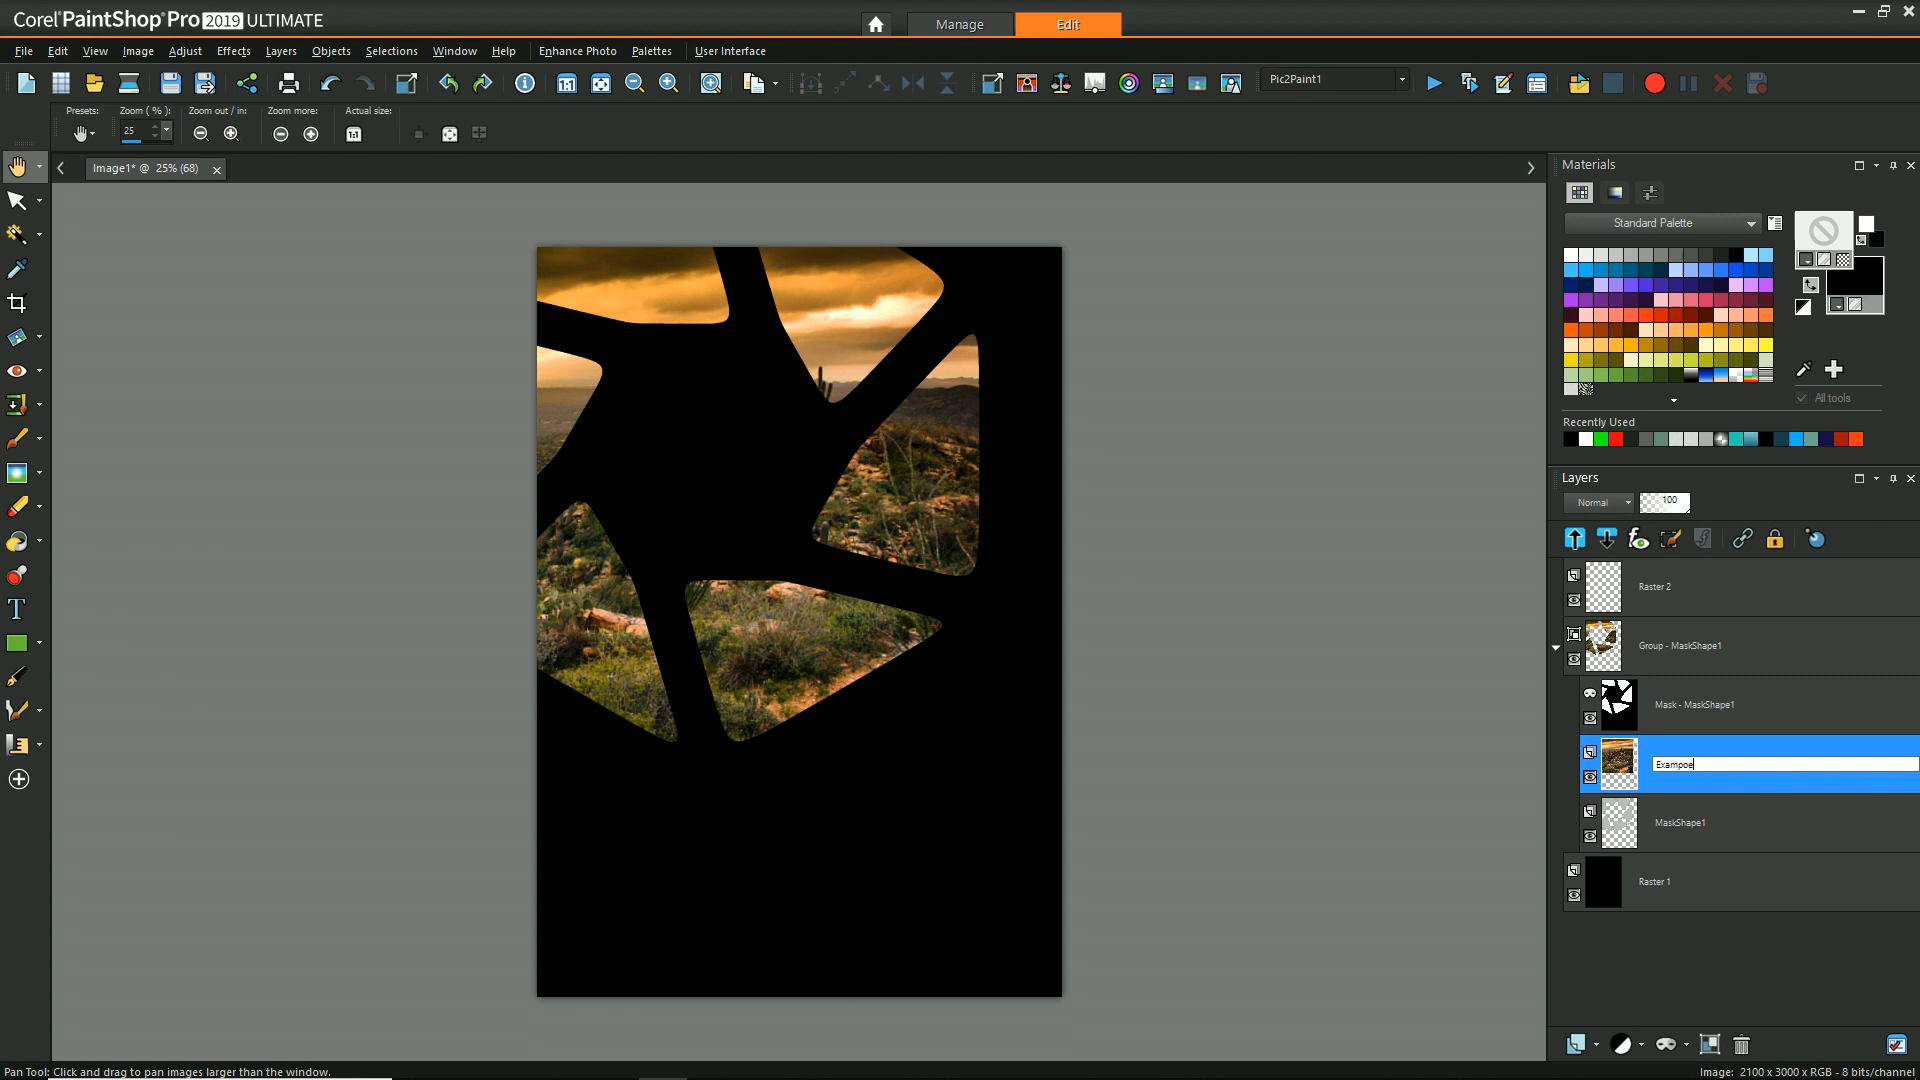 Corel PaintShop Pro 2019 ULTIMATE
Manage
Edit
File Edit View Image Adjust Effects Layers Objects Selections Window Help Enhance Photo Palettes User Interface
1:1
Pic2Paint1
Presets: Zoom ( % ): Zoom out / in: Zoom more: Actual size:
25
1:1
Image1* @ 25% (68)
Materials
Standard Palette
All tools
Recently Used
Layers
Normal
100
Raster 2
Group - MaskShape1
Mask - MaskShape1
Exampoe
MaskShape1
Raster 1
Pan Tool: Click and drag to pan images larger than the window.
Image: 2100 x 3000 x RGB - 8 bits/channel